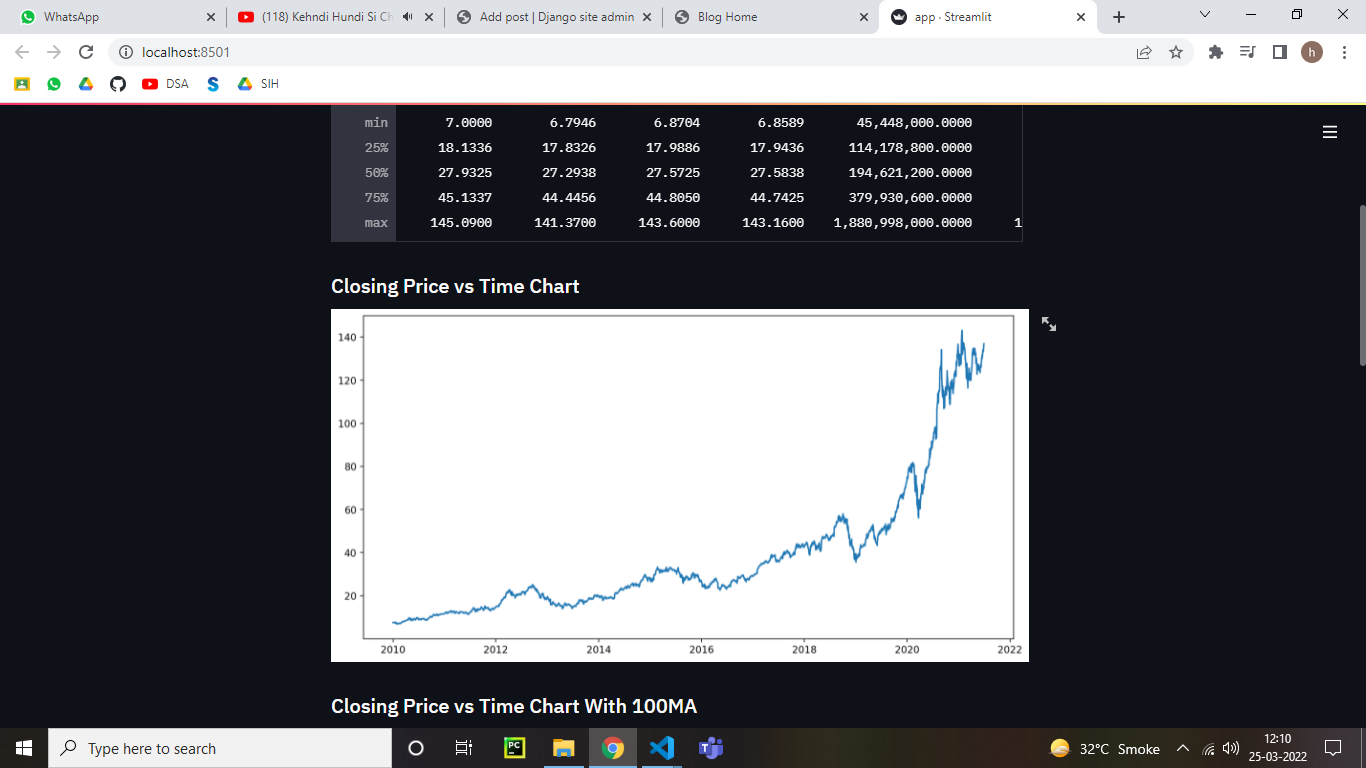 WhatsApp (118) Kehndi Hundi Si Ch Add post | Django site admin Blog Home app · Streamlit
localhost:8501 h
DSA S SIH
min 7.0000 6.7946 6.8704 6.8589 45,448,000.0000
25% 18.1336 17.8326 17.9886 17.9436 114,178,800.0000
50% 27.9325 27.2938 27.5725 27.5838 194,621,200.0000
75% 45.1337 44.4456 44.8050 44.7425 379,930,600.0000
max 145.0900 141.3700 143.6000 143.1600 1,880,998,000.0000 1
Closing Price vs Time Chart
140
120
100
80
60
40
20
2010 2012 2014 2016 2018 2020 2022
Closing Price vs Time Chart With 100MA
Type here to search PC 32°C Smoke 12:10
25-03-2022